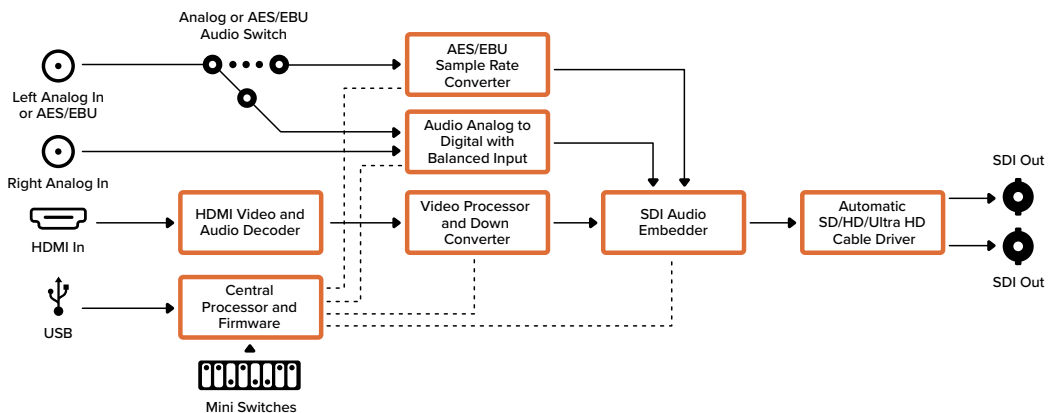 Analog or AES/EBU
Audio Switch
Left Analog In
or AES/EBU
AES/EBU
Sample Rate
Converter
Audio Analog to
Digital with
Balanced Input
Right Analog In
HDMI In
HDMI Video and
Audio Decoder
Video Processor
and Down
Converter
SDI Audio
Embedder
Automatic
SD/HD/Ultra HD
Cable Driver
SDI Out
SDI Out
USB
Central
Processor and
Firmware
Mini Switches